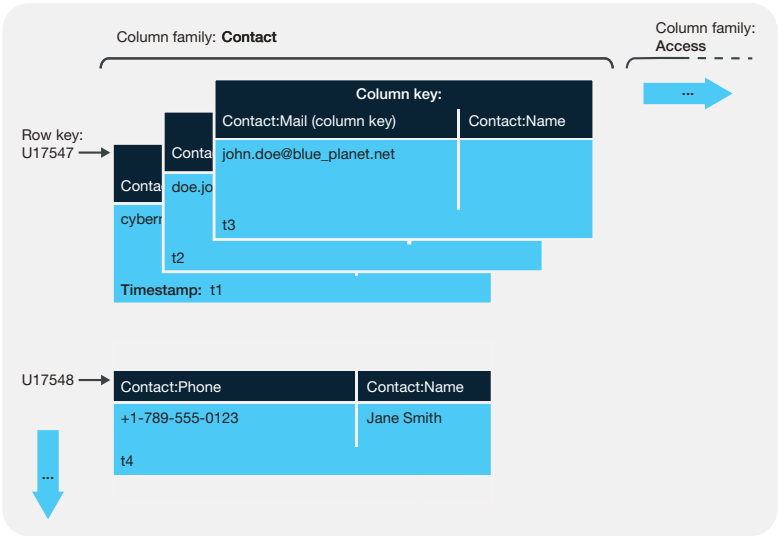 Column family: Contact
Column family:
Access
...
Column key:
Contact:Mail (column key) Contact:Name
Row key:
U17547
john.doe@blue_planet.net
t3
Conta
doe.jo
t2
Conta
cybern
Timestamp: t1
U17548
Contact:Phone Contact:Name
+1-789-555-0123 Jane Smith
t4
...